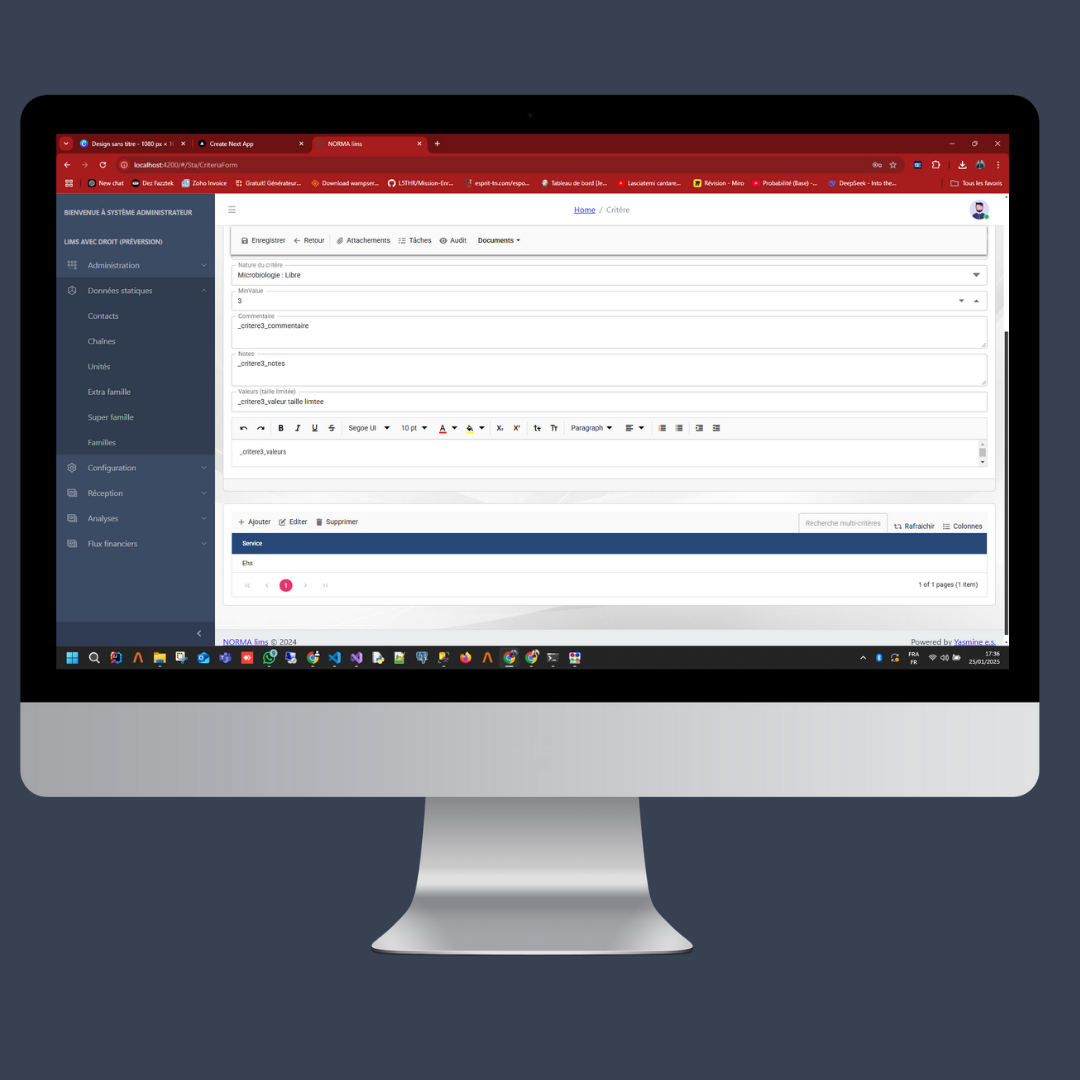 Design sans titre - 1080 px × 10
Create Next App
NORMA lims
localhost:4200/#/Sta/CriteriaForm
New chat
Dez Fazztek
Zoho Invoice
Gratuit! Générateur...
Download wampser...
L5THR/Mission-Enr...
esprit-tn.com/espo...
Tableau de bord [Je...
Lasciatemi cantare...
Révision - Miro
Probabilité (Base) -...
DeepSeek - Into the...
Tous les favoris
BIENVENUE À SYSTÈME ADMINISTRATEUR
Home / Critère
LIMS AVEC DROIT (PRÉVERSION)
Administration
Données statiques
Contacts
Chaînes
Unités
Extra famille
Super famille
Familles
Configuration
Réception
Analyses
Flux financiers
Enregistrer
Retour
Attachements
Tâches
Audit
Documents
Nature du critère
Microbiologie : Libre
MinValue
3
Commentaire
_critere3_commentaire
Notes
_critere3_notes
Valeurs (taille limitée)
_critere3_valeur taille limtee
B I U S Segoe UI 10 pt A X₂ X² Tт Paragraph
_critere3_valeurs
Ajouter
Editer
Supprimer
Recherche multi-critères
Rafraichir
Colonnes
Service
Ehs
1
1 of 1 pages (1 item)
NORMA lims © 2024
Powered by Yasmine e.s.
FRA
FR
17:36
25/01/2025